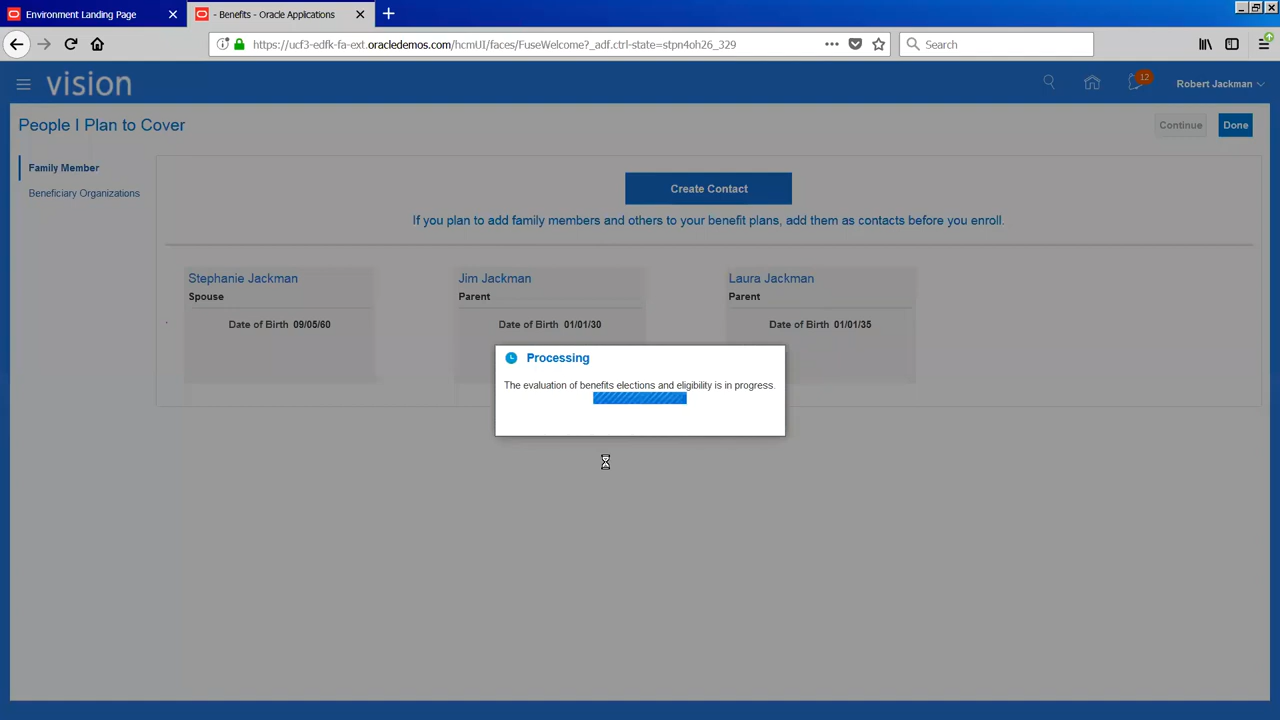 Environment Landing Page
- Benefits - Oracle Applications
https://ucf3-edfk-fa-ext.oracledemos.com/hcmUI/faces/FuseWelcome?_adf.ctrl-state=stpn4oh26_329
Search
vision
12
Robert Jackman
People I Plan to Cover
Continue
Done
Family Member
Beneficiary Organizations
Create Contact
If you plan to add family members and others to your benefit plans, add them as contacts before you enroll.
Stephanie Jackman
Spouse
Date of Birth 09/05/60
Jim Jackman
Parent
Date of Birth 01/01/30
Laura Jackman
Parent
Date of Birth 01/01/35
Processing
The evaluation of benefits elections and eligibility is in progress.